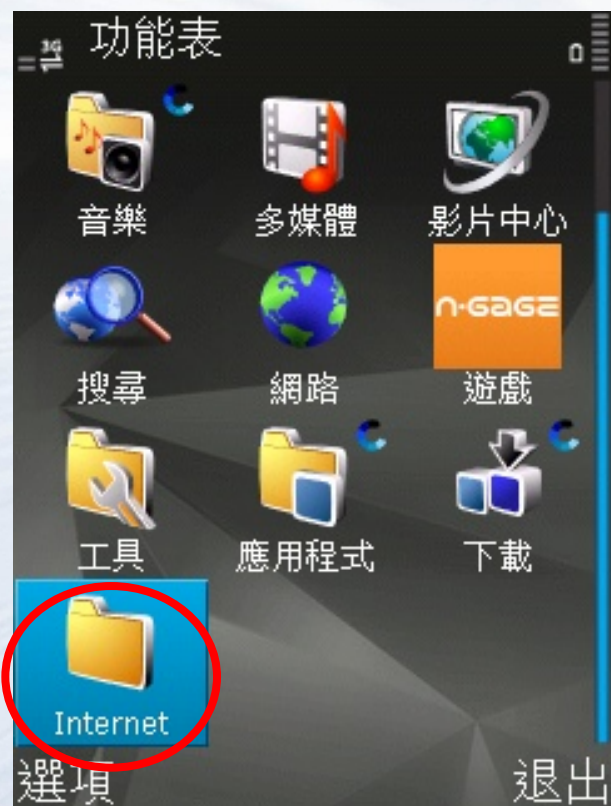 3G 功能表
音樂 多媒體 影片中心
n·gage
搜尋 網路 遊戲
工具 應用程式 下載
Internet
選項 退出